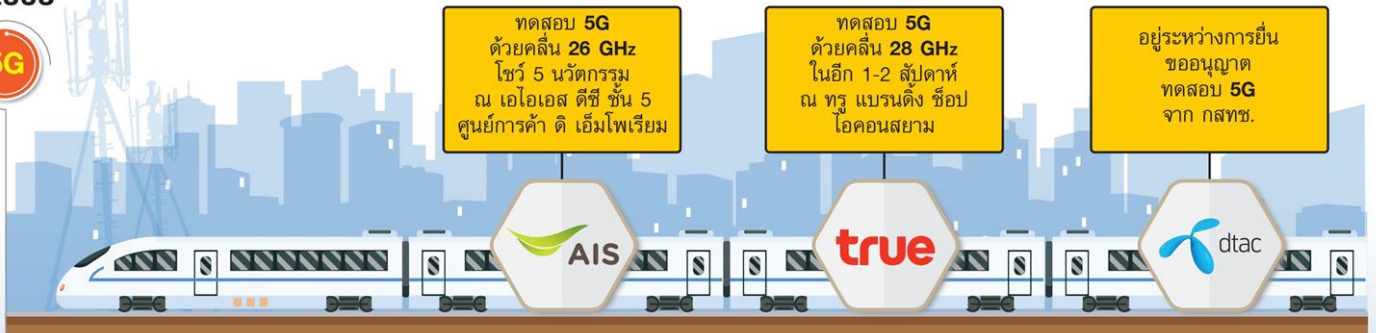 5G
ทดสอบ 5G
ด้วยคลื่น 26 GHz
โชว์ 5 นวัตกรรม
ณ เอไอเอส ดีซี ชั้น 5
ศูนย์การค้า ดิ เอ็มโพเรียม
ทดสอบ 5G
ด้วยคลื่น 28 GHz
ในอีก 1-2 สัปดาห์
ณ ทรู แบรนดิ้ง ช็อป
ไอคอนสยาม
อยู่ระหว่างการยื่น
ขออนุญาต
ทดสอบ 5G
จาก กสทช.
AIS
true
dtac